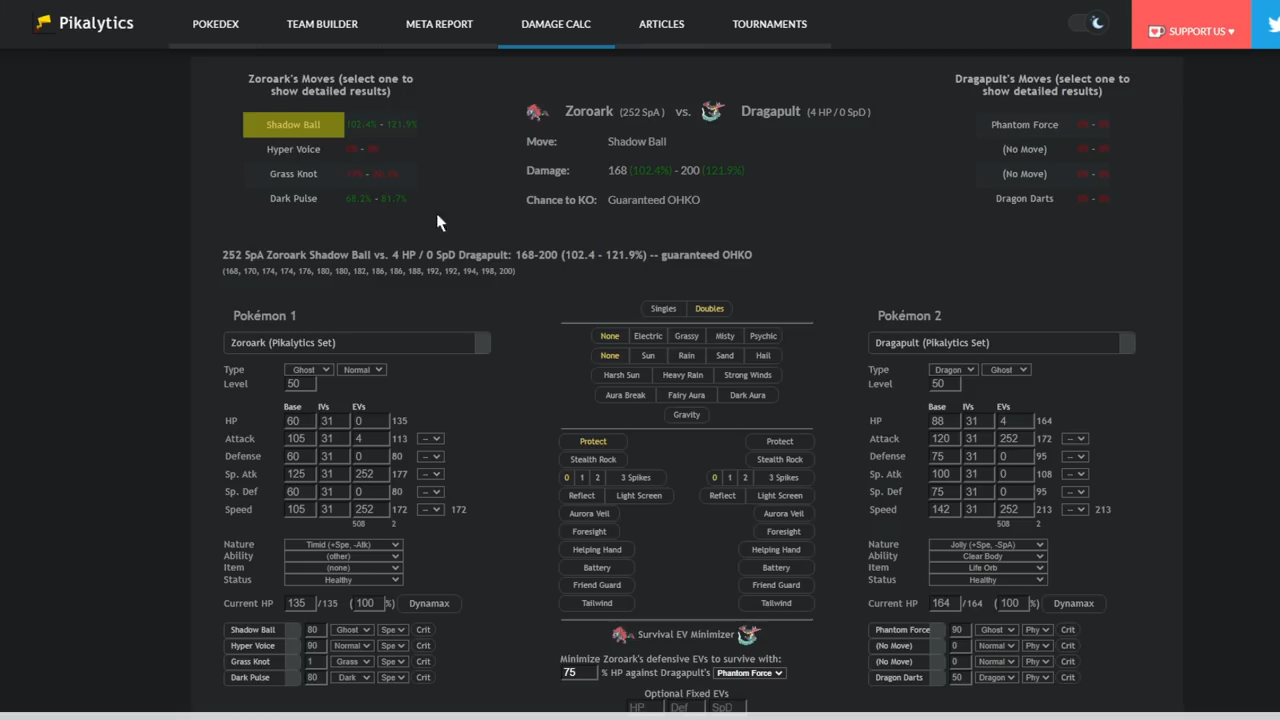 Pikalytics
POKEDEX TEAM BUILDER META REPORT DAMAGE CALC ARTICLES TOURNAMENTS
SUPPORT US ♥
Zoroark's Moves (select one to
show detailed results)
Shadow Ball 102.4% - 121.9%
Hyper Voice 0% - 0%
Grass Knot
Dark Pulse 68.2% - 81.7%
Zoroark (252 SpA ) vs. Dragapult (4 HP / 0 SpD )
Move: Shadow Ball
Damage: 168 (102.4%) - 200 (121.9%)
Chance to KO: Guaranteed OHKO
Dragapult's Moves (select one to
show detailed results)
Phantom Force 0% - 0%
(No Move) 0% - 0%
(No Move) 0% - 0%
Dragon Darts 0% - 0%
252 SpA Zoroark Shadow Ball vs. 4 HP / 0 SpD Dragapult: 168-200 (102.4 - 121.9%) -- guaranteed OHKO
(168, 170, 174, 174, 176, 180, 180, 182, 186, 186, 188, 192, 192, 194, 198, 200)
Pokémon 1
Zoroark (Pikalytics Set)
Type Ghost Normal
Level 50
Base IVs EVs
HP 60 31 0 135
Attack 105 31 4 113 --
Defense 60 31 0 80 --
Sp. Atk 125 31 252 177 --
Sp. Def 60 31 0 80 --
Speed 105 31 252 172 -- 172
508 2
Nature Timid (+Spe, -Atk)
Ability (other)
Item (none)
Status Healthy
Current HP 135 /135 ( 100 %) Dynamax
Shadow Ball 80 Ghost Spe Crit
Hyper Voice 90 Normal Spe Crit
Grass Knot 1 Grass Spe Crit
Dark Pulse 80 Dark Spe Crit
Singles Doubles
None Electric Grassy Misty Psychic
None Sun Rain Sand Hail
Harsh Sun Heavy Rain Strong Winds
Aura Break Fairy Aura Dark Aura
Gravity
Protect Protect
Stealth Rock Stealth Rock
0 1 2 3 Spikes 0 1 2 3 Spikes
Reflect Light Screen Reflect Light Screen
Aurora Veil Aurora Veil
Foresight Foresight
Helping Hand Helping Hand
Battery Battery
Friend Guard Friend Guard
Tailwind Tailwind
Survival EV Minimizer
Minimize Zoroark's defensive EVs to survive with:
75 % HP against Dragapult's Phantom Force
Optional Fixed EVs
HP Def SpD
Pokémon 2
Dragapult (Pikalytics Set)
Type Dragon Ghost
Level 50
Base IVs EVs
HP 88 31 4 164
Attack 120 31 252 172 --
Defense 75 31 0 95 --
Sp. Atk 100 31 0 108 --
Sp. Def 75 31 0 95 --
Speed 142 31 252 213 -- 213
508 2
Nature Jolly (+Spe, -SpA)
Ability Clear Body
Item Life Orb
Status Healthy
Current HP 164 /164 ( 100 %) Dynamax
Phantom Force 90 Ghost Phy Crit
(No Move) 0 Normal Phy Crit
(No Move) 0 Normal Phy Crit
Dragon Darts 50 Dragon Phy Crit